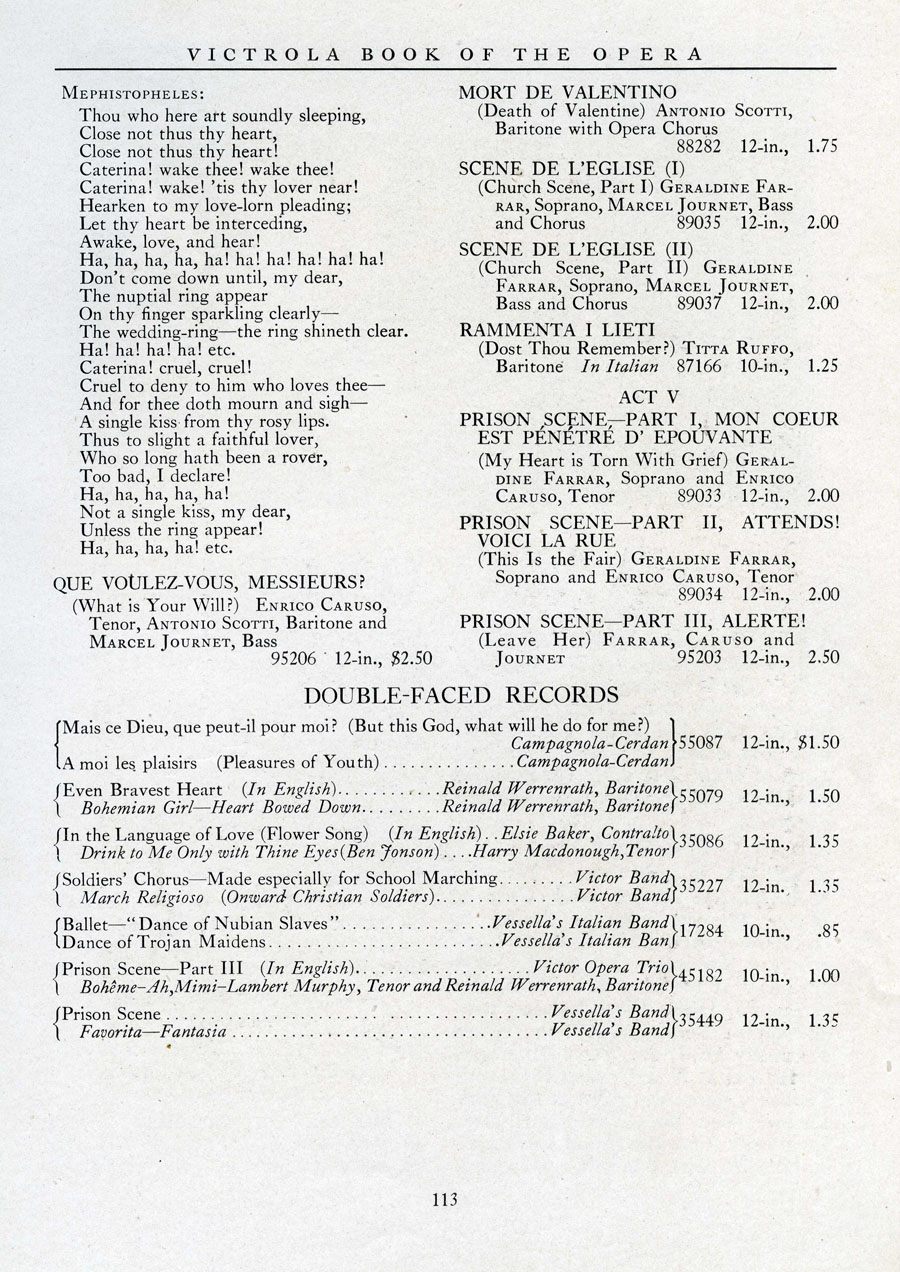 VICTROLA BOOK OF THE OPERA
MEPHISTOPHELES:
Thou who here art soundly sleeping,
Close not thus thy heart,
Close not thus thy heart!
Caterina! wake thee! wake thee!
Caterina! wake! 'tis thy lover near!
Hearken to my love-lorn pleading;
Let thy heart be interceding,
Awake, love, and hear!
Ha, ha, ha, ha, ha! ha! ha! ha! ha!
Don't come down until, my dear,
The nuptial ring appear
On thy finger sparkling clearly—
The wedding-ring—the ring shineth clear.
Ha! ha! ha! ha! etc.
Caterina! cruel, cruel!
Cruel to deny to him who loves thee—
And for thee doth mourn and sigh—
A single kiss from thy rosy lips.
Thus to slight a faithful lover,
Who so long hath been a rover,
Too bad, I declare!
Ha, ha, ha, ha, ha!
Not a single kiss, my dear,
Unless the ring appear!
Ha, ha, ha, ha! etc.
QUE VOULEZ-VOUS, MESSIEURS?
(What is Your Will?) ENRICO CARUSO,
Tenor, ANTONIO SCOTTI, Baritone and
MARCEL JOURNET, Bass
95206 12-in., $2.50
MORT DE VALENTINO
(Death of Valentine) ANTONIO SCOTTI,
Baritone with Opera Chorus
88282 12-in., 1.75
SCENE DE L'EGLISE (I)
(Church Scene, Part I) GERALDINE FAR-
RAR, Soprano, MARCEL JOURNET, Bass
and Chorus 89035 12-in., 2.00
SCENE DE L'EGLISE (II)
(Church Scene, Part II) GERALDINE
FARRAR, Soprano, MARCEL JOURNET,
Bass and Chorus 89037 12-in., 2.00
RAMMENTA I LIETI
(Dost Thou Remember?) TITTA RUFFO,
Baritone In Italian 87166 10-in., 1.25
ACT V
PRISON SCENE—PART I, MON COEUR
EST PÉNÉTRÉ D' EPOUVANTE
(My Heart is Torn With Grief) GERAL-
DINE FARRAR, Soprano and ENRICO
CARUSO, Tenor 89033 12-in., 2.00
PRISON SCENE—PART II, ATTENDS!
VOICI LA RUE
(This Is the Fair) GERALDINE FARRAR,
Soprano and ENRICO CARUSO, Tenor
89034 12-in., 2.00
PRISON SCENE—PART III, ALERTE!
(Leave Her) FARRAR, CARUSO and
JOURNET 95203 12-in., 2.50
DOUBLE-FACED RECORDS
Mais ce Dieu, que peut-il pour moi? (But this God, what will he do for me?)
Campagnola-Cerdan 55087 12-in., $1.50
A moi les plaisirs (Pleasures of Youth) . . . . . . . . . . . . . . . Campagnola-Cerdan
Even Bravest Heart (In English) . . . . . . . . . . . Reinald Werrenrath, Baritone
Bohemian Girl—Heart Bowed Down . . . . . . . . Reinald Werrenrath, Baritone 55079 12-in., 1.50
In the Language of Love (Flower Song) (In English) . . Elsie Baker, Contralto
Drink to Me Only with Thine Eyes (Ben Jonson) . . . . Harry Macdonough, Tenor 35086 12-in., 1.35
Soldiers' Chorus—Made especially for School Marching . . . . . . . . . Victor Band
March Religioso (Onward Christian Soldiers) . . . . . . . . . . . . . . . Victor Band 35227 12-in. 1.35
Ballet—"Dance of Nubian Slaves" . . . . . . . . . . . . . . . . Vessella's Italian Band
Dance of Trojan Maidens . . . . . . . . . . . . . . . . . . . . . . . . Vessella's Italian Ban 17284 10-in., .85
Prison Scene—Part III (In English) . . . . . . . . . . . . . . . . . . Victor Opera Trio
Bohême-Ah, Mimi-Lambert Murphy, Tenor and Reinald Werrenrath, Baritone 45182 10-in., 1.00
Prison Scene . . . . . . . . . . . . . . . . . . . . . . . . . . . . . . . . . . . . . . . . Vessella's Band
Favorita—Fantasia . . . . . . . . . . . . . . . . . . . . . . . . . . . . . . . . . Vessella's Band 35449 12-in., 1.35
113